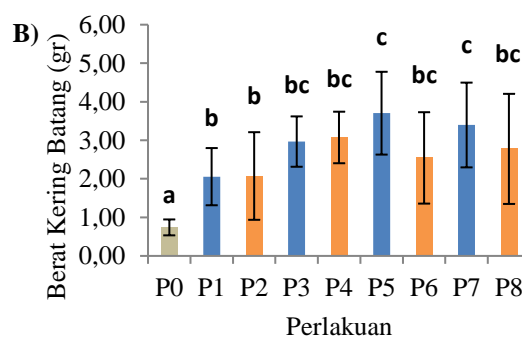 B)
Berat Kering Batang (gr)
6,00
5,00
4,00
3,00
2,00
1,00
0,00
a
b
b
bc
bc
c
bc
c
bc
P0 P1 P2 P3 P4 P5 P6 P7 P8
Perlakuan